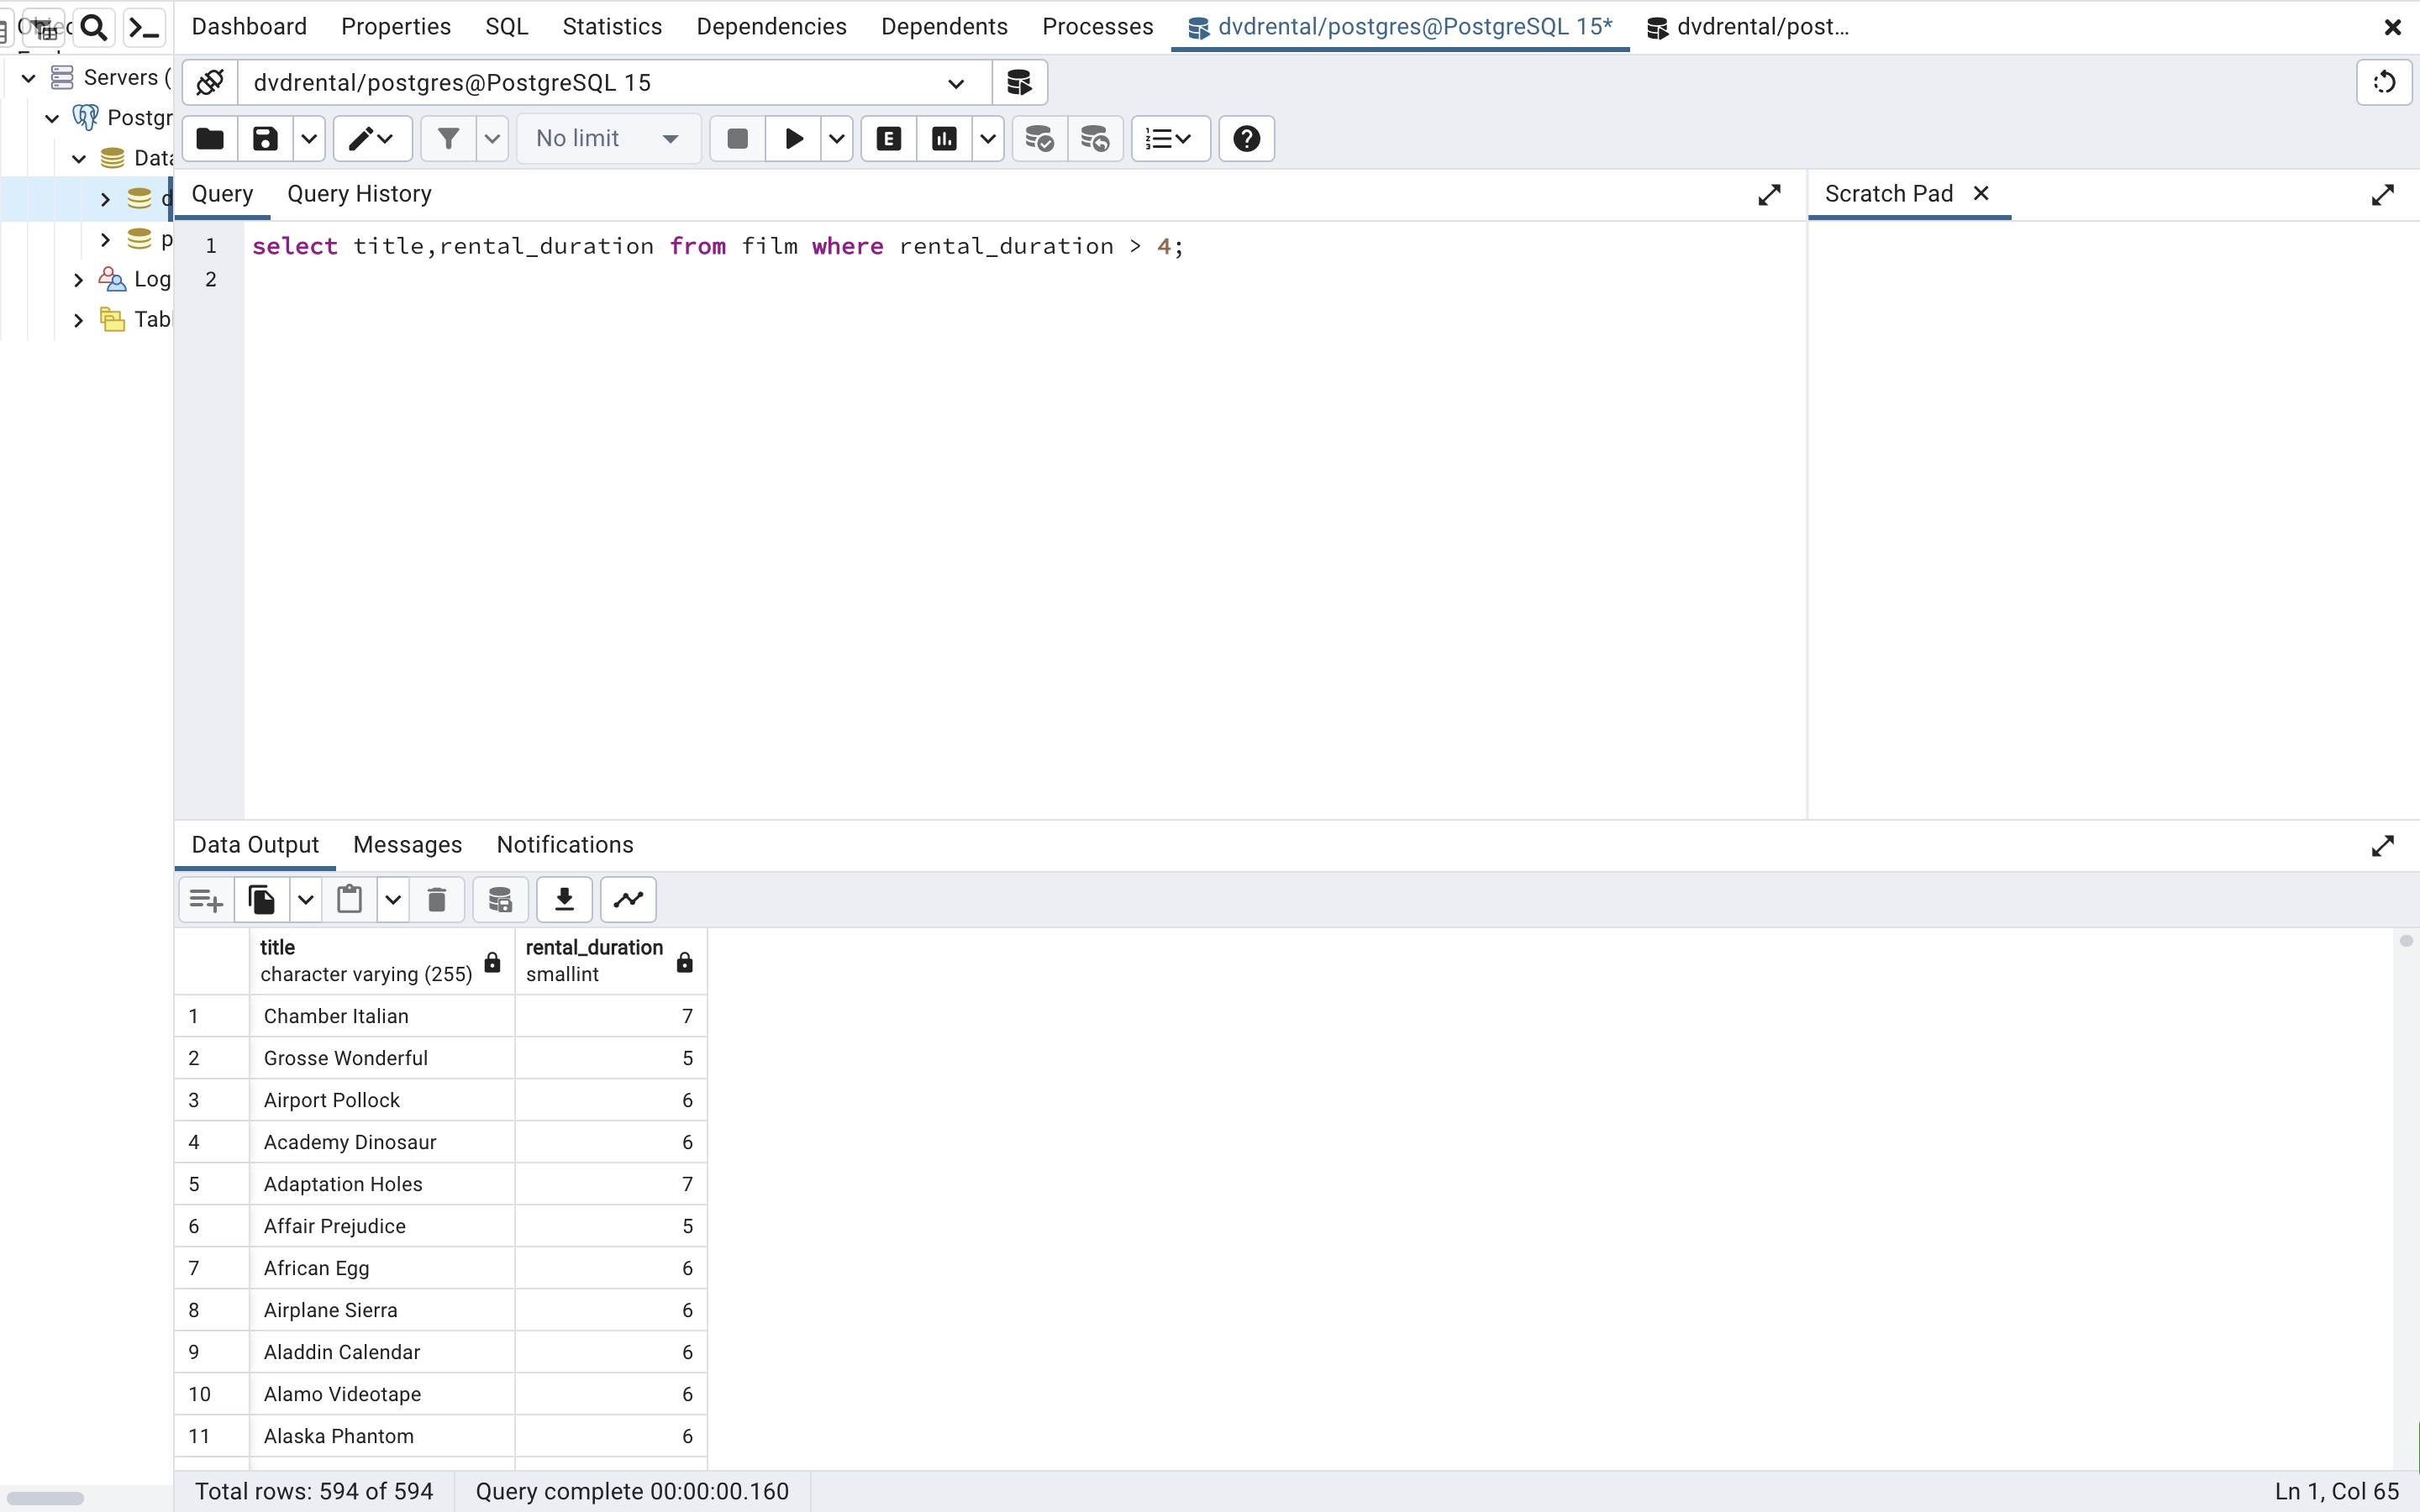 Dashboard Properties SQL Statistics Dependencies Dependents Processes dvdrental/postgres@PostgreSQL 15* dvdrental/post...
Servers (
Postgr
Data
d
p
Log
Tab
dvdrental/postgres@PostgreSQL 15
No limit
E
Query Query History
Scratch Pad
1 select title,rental_duration from film where rental_duration > 4;
2
Data Output Messages Notifications
title rental_duration
character varying (255) smallint
1 Chamber Italian 7
2 Grosse Wonderful 5
3 Airport Pollock 6
4 Academy Dinosaur 6
5 Adaptation Holes 7
6 Affair Prejudice 5
7 African Egg 6
8 Airplane Sierra 6
9 Aladdin Calendar 6
10 Alamo Videotape 6
11 Alaska Phantom 6
Total rows: 594 of 594 Query complete 00:00:00.160 Ln 1, Col 65